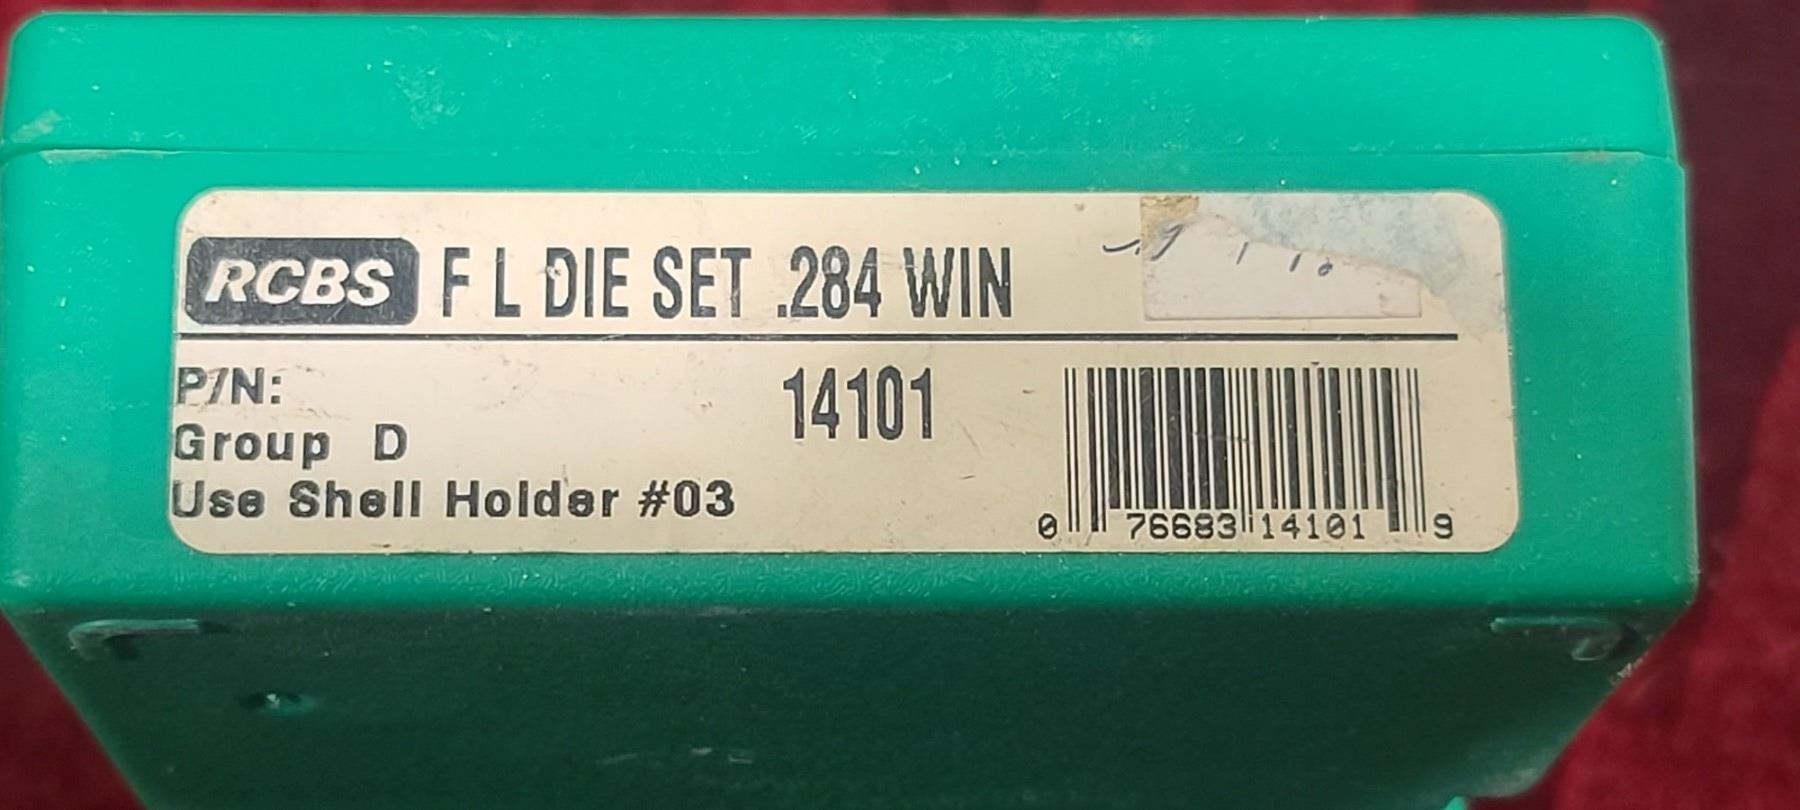 RCBS F L DIE SET .284 WIN
P/N: 14101
Group D
Use Shell Holder #03
0 76683 14101 9